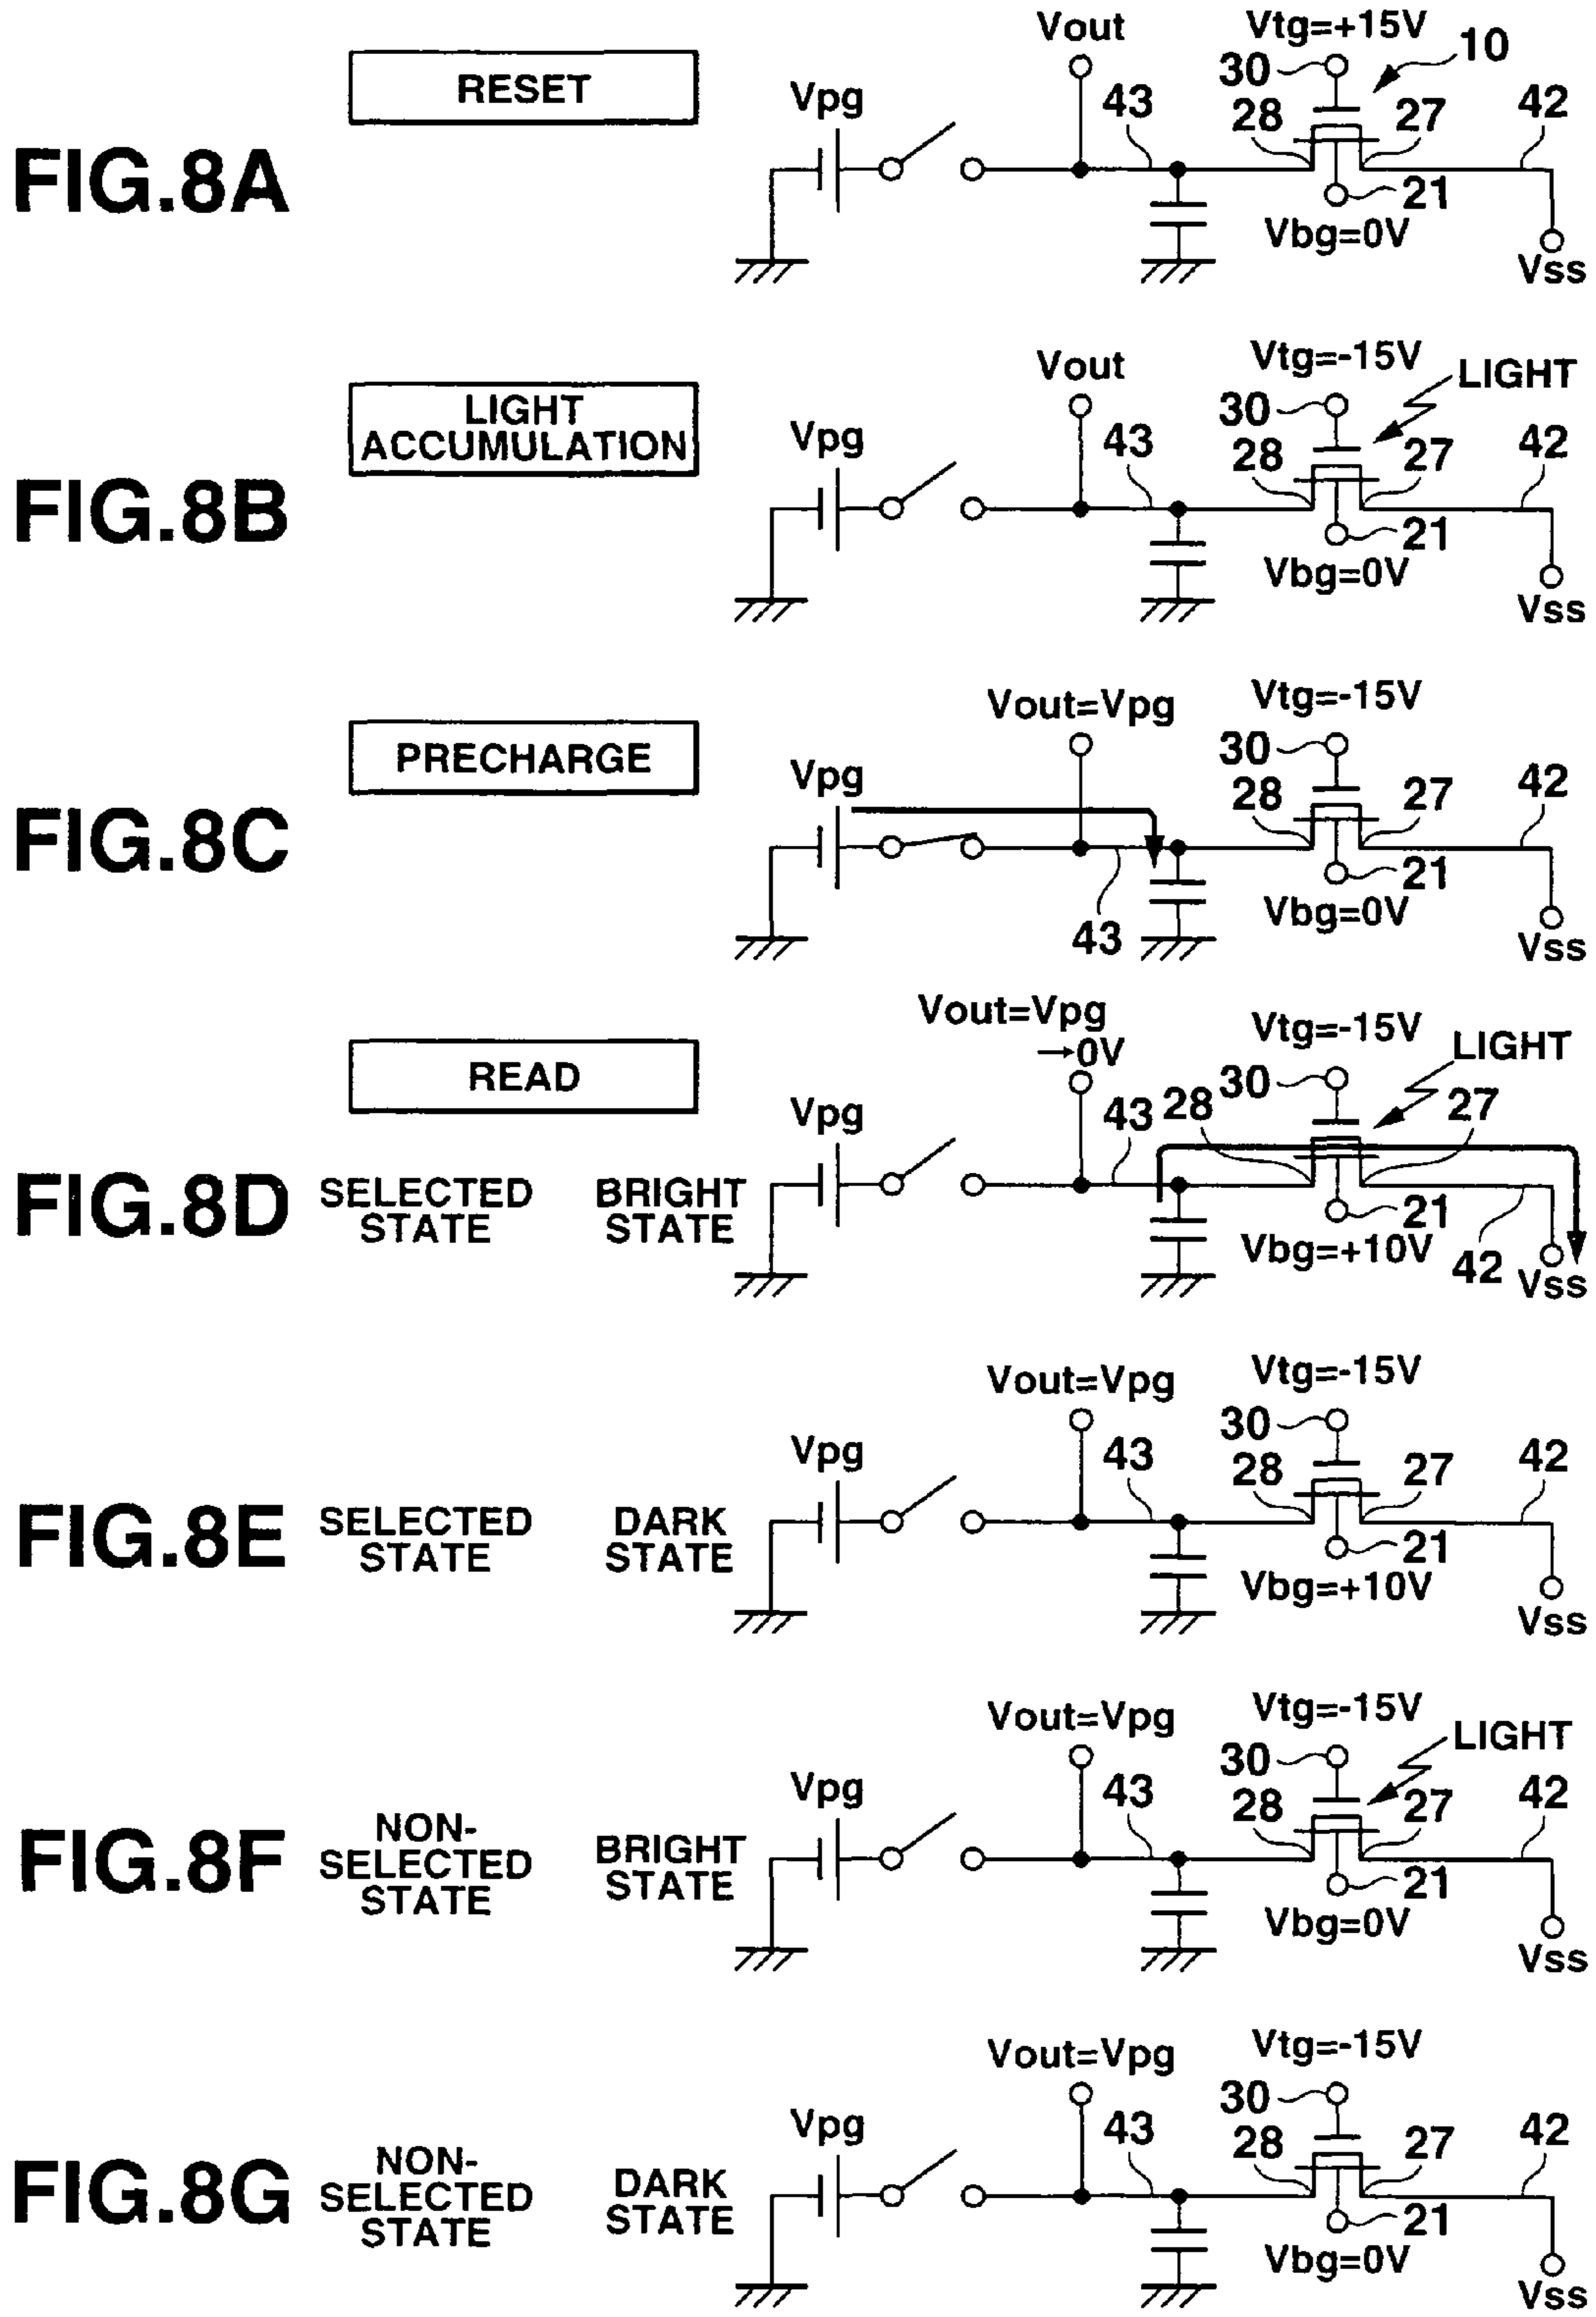 FIG.8A
RESET
Vpg
Vout
43
Vtg=+15V
30
10
28
27
42
21
Vbg=0V
Vss
FIG.8B
LIGHT
ACCUMULATION
Vpg
Vout
43
Vtg=-15V
LIGHT
30
28
27
42
21
Vbg=0V
Vss
FIG.8C
PRECHARGE
Vpg
Vout=Vpg
43
Vtg=-15V
30
28
27
42
21
Vbg=0V
Vss
FIG.8D
READ
SELECTED
STATE
BRIGHT
STATE
Vpg
Vout=Vpg
→0V
43
Vtg=-15V
LIGHT
30
28
27
21
Vbg=+10V
42
Vss
FIG.8E
SELECTED
STATE
DARK
STATE
Vpg
Vout=Vpg
43
Vtg=-15V
30
28
27
42
21
Vbg=+10V
Vss
FIG.8F
NON-
SELECTED
STATE
BRIGHT
STATE
Vpg
Vout=Vpg
43
Vtg=-15V
LIGHT
30
28
27
42
21
Vbg=0V
Vss
FIG.8G
NON-
SELECTED
STATE
DARK
STATE
Vpg
Vout=Vpg
43
Vtg=-15V
30
28
27
42
21
Vbg=0V
Vss